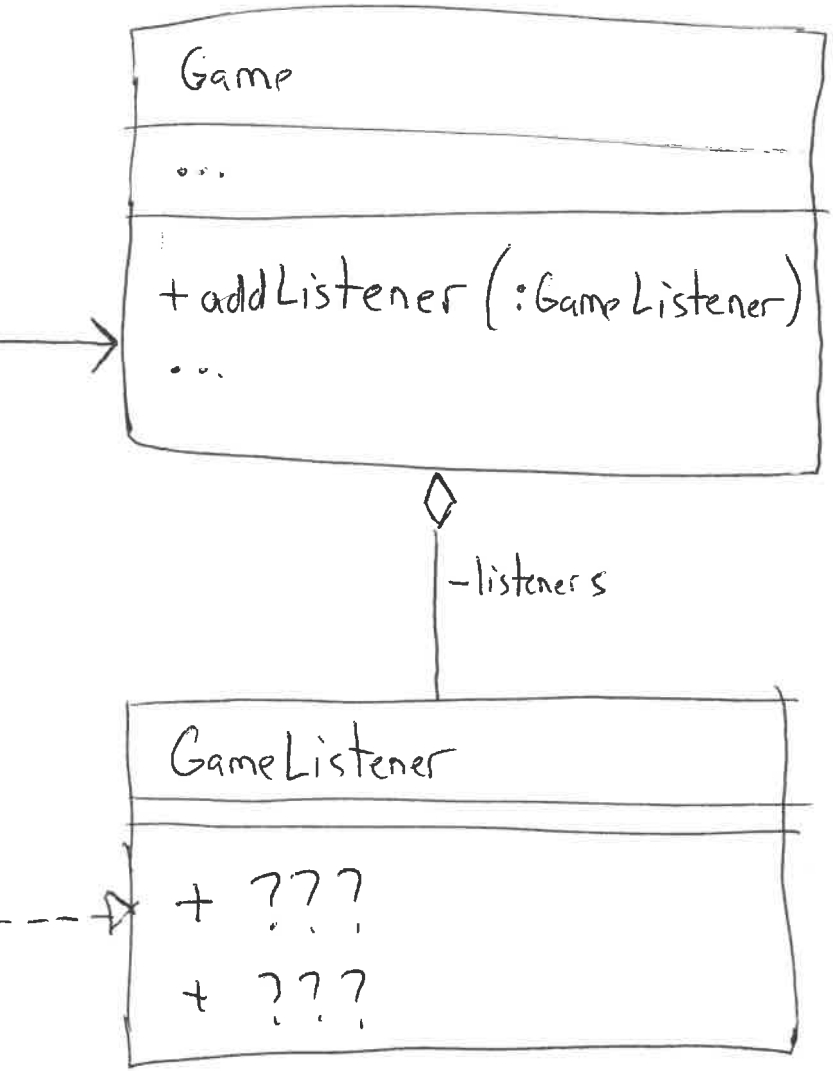 Game
...
+ addListener (:GameListener)
...
-listeners
GameListener
+ ???
+ ???